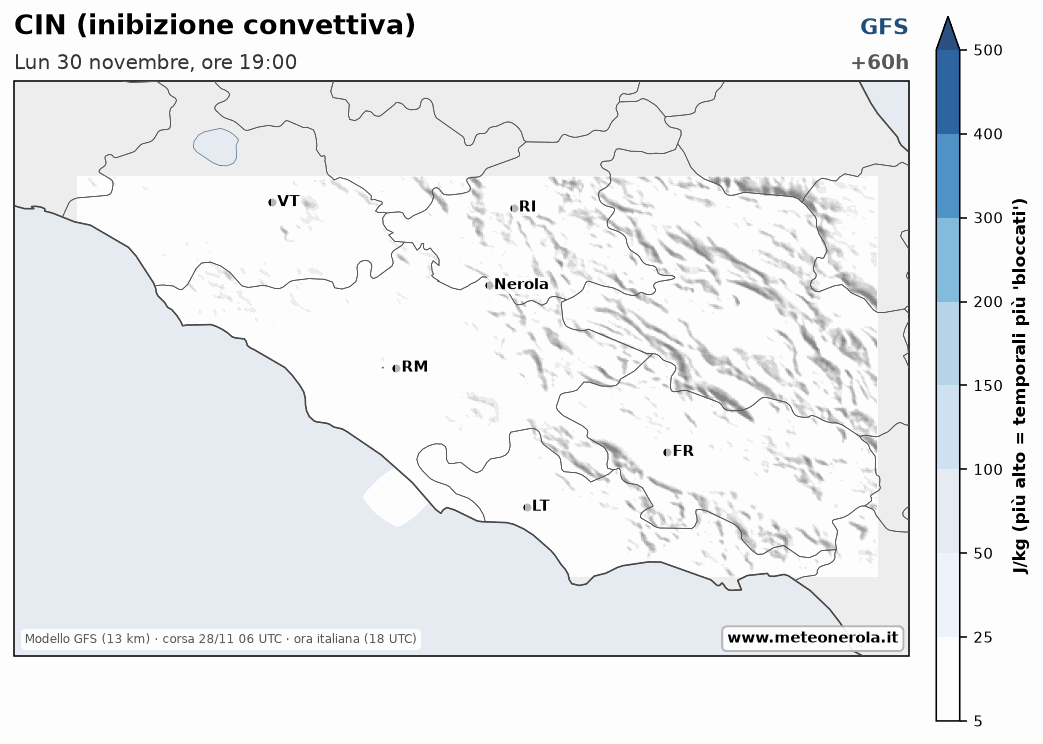 CIN (inibizione convettiva)
GFS
Lun 30 novembre, ore 19:00
+60h
VT
RI
Nerola
RM
FR
LT
Modello GFS (13 km) · corsa 28/11 06 UTC · ora italiana (18 UTC)
www.meteonerola.it
500
400
300
200
150
100
50
25
5
J/kg (più alto = temporali più 'bloccati')